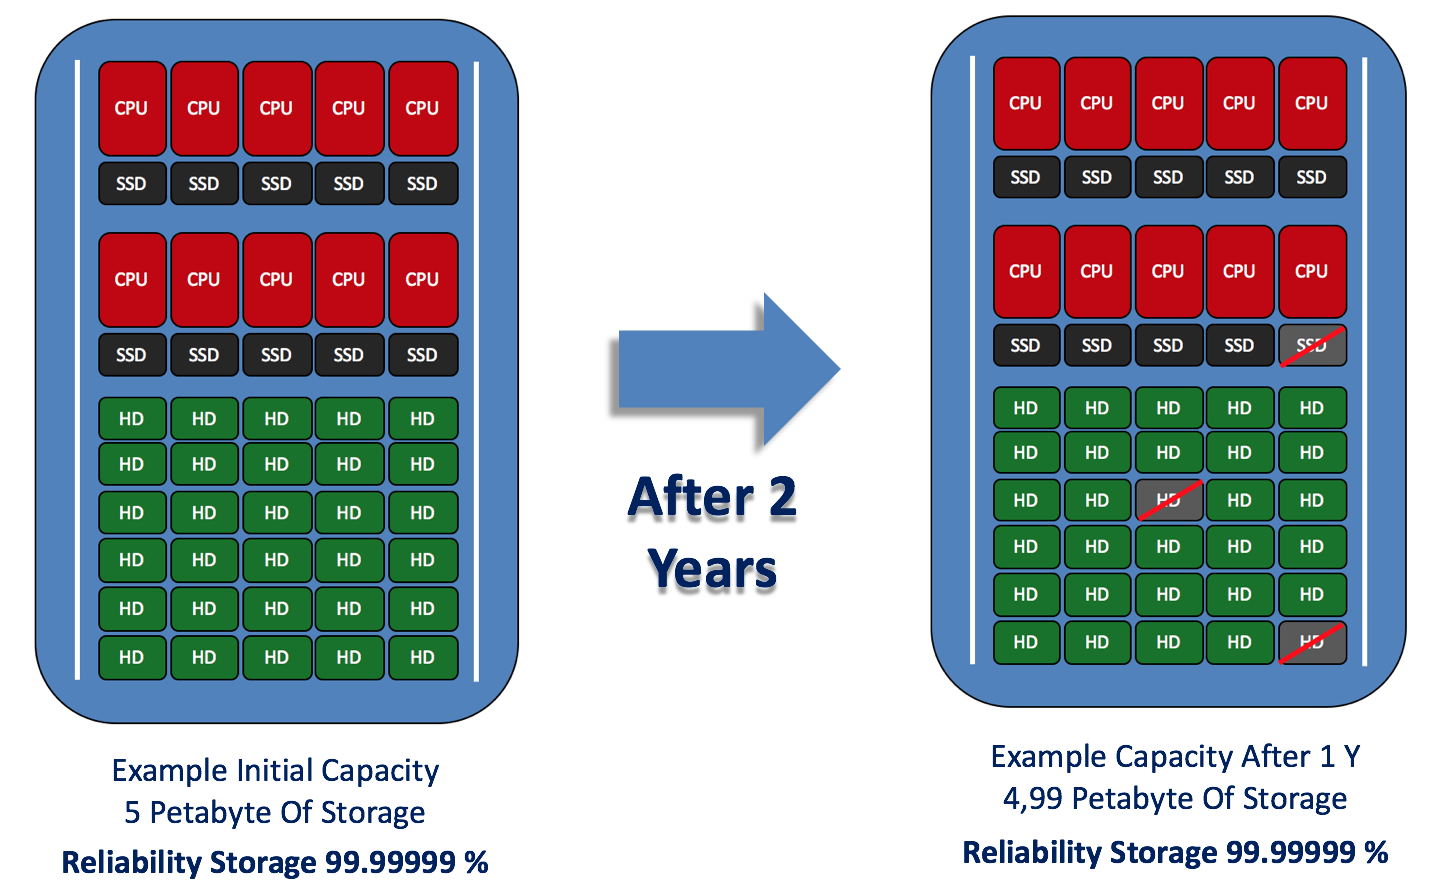 CPU CPU CPU CPU CPU
SSD SSD SSD SSD SSD
CPU CPU CPU CPU CPU
SSD SSD SSD SSD SSD
HD HD HD HD HD
HD HD HD HD HD
HD HD HD HD HD
HD HD HD HD HD
HD HD HD HD HD
HD HD HD HD HD
Example Initial Capacity
5 Petabyte Of Storage
Reliability Storage 99.99999 %
After 2
Years
CPU CPU CPU CPU CPU
SSD SSD SSD SSD SSD
CPU CPU CPU CPU CPU
SSD SSD SSD SSD SSD
HD HD HD HD HD
HD HD HD HD HD
HD HD HD HD HD
HD HD HD HD HD
HD HD HD HD HD
HD HD HD HD HD
Example Capacity After 1 Y
4,99 Petabyte Of Storage
Reliability Storage 99.99999 %